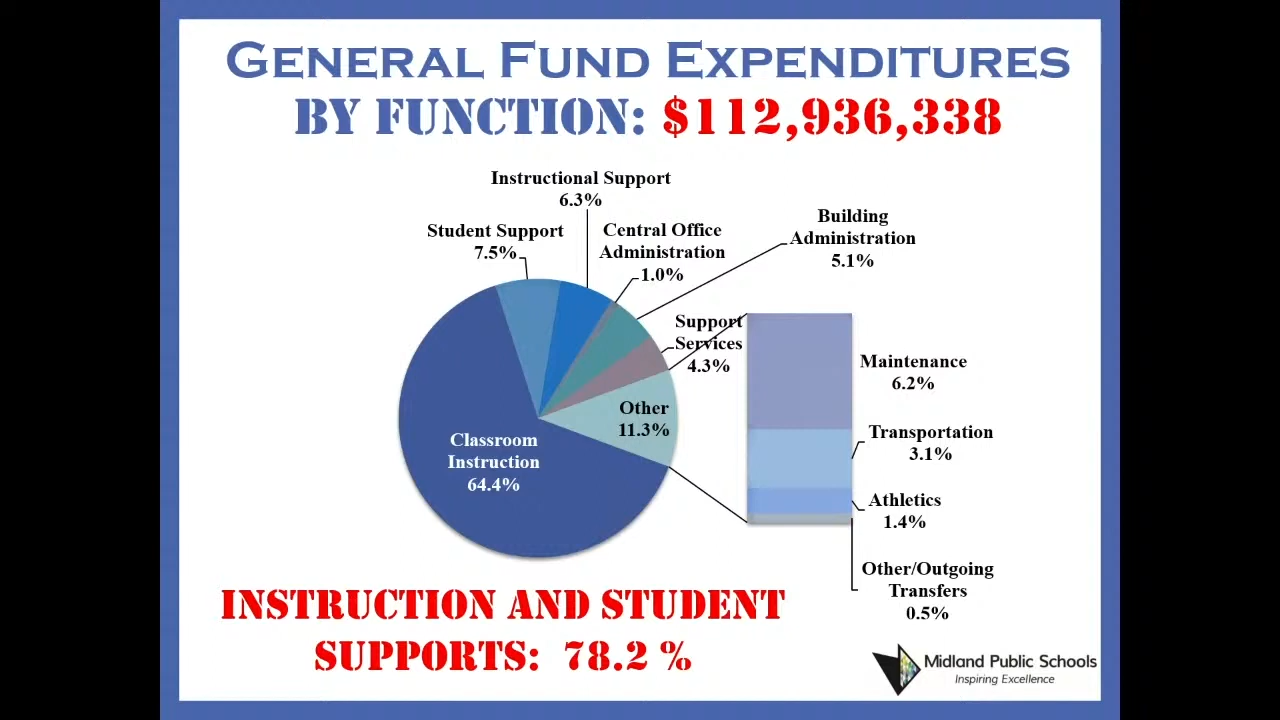 GENERAL FUND EXPENDITURES
BY FUNCTION: $112,936,338
Instructional Support
6.3%
Student Support
7.5%
Central Office
Administration
1.0%
Building
Administration
5.1%
Support
Services
4.3%
Other
11.3%
Classroom
Instruction
64.4%
Maintenance
6.2%
Transportation
3.1%
Athletics
1.4%
Other/Outgoing
Transfers
0.5%
INSTRUCTION AND STUDENT
SUPPORTS: 78.2 %
Midland Public Schools
Inspiring Excellence